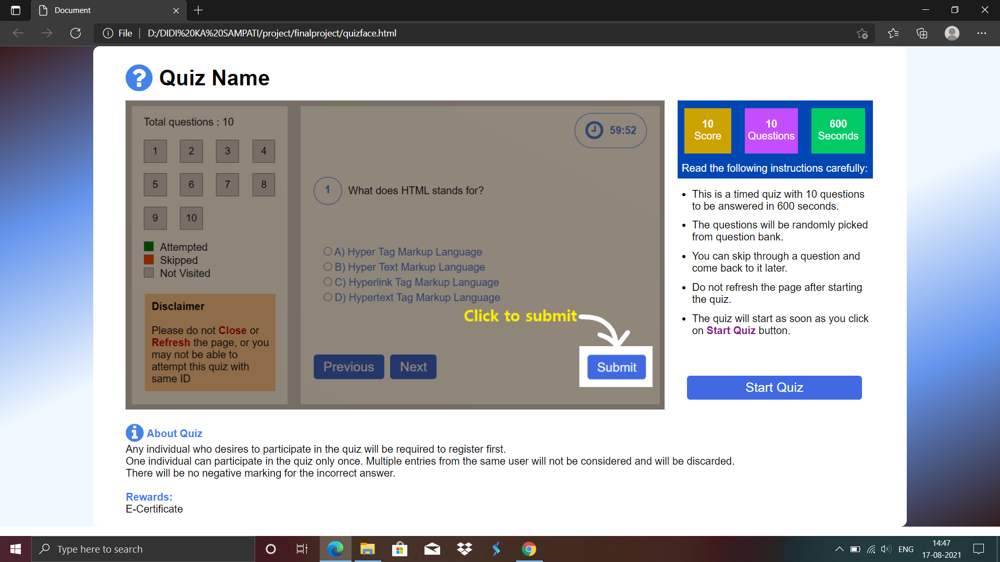 Document
File
D:/DIDI%20KA%20SAMPATI/project/finalproject/quizface.html
Quiz Name
Total questions : 10
1 2 3 4
5 6 7 8
9 10
Attempted
Skipped
Not Visited
Disclaimer
Please do not Close or
Refresh the page, or you
may not be able to
attempt this quiz with
same ID
59:52
1 What does HTML stands for?
A) Hyper Tag Markup Language
B) Hyper Text Markup Language
C) Hyperlink Tag Markup Language
D) Hypertext Tag Markup Language
Click to submit
Previous Next Submit
10 10 600
Score Questions Seconds
Read the following instructions carefully:
• This is a timed quiz with 10 questions
to be answered in 600 seconds.
• The questions will be randomly picked
from question bank.
• You can skip through a question and
come back to it later.
• Do not refresh the page after starting
the quiz.
• The quiz will start as soon as you click
on Start Quiz button.
Start Quiz
About Quiz
Any individual who desires to participate in the quiz will be required to register first.
One individual can participate in the quiz only once. Multiple entries from the same user will not be considered and will be discarded.
There will be no negative marking for the incorrect answer.
Rewards:
E-Certificate
Type here to search
ENG
14:47
17-08-2021